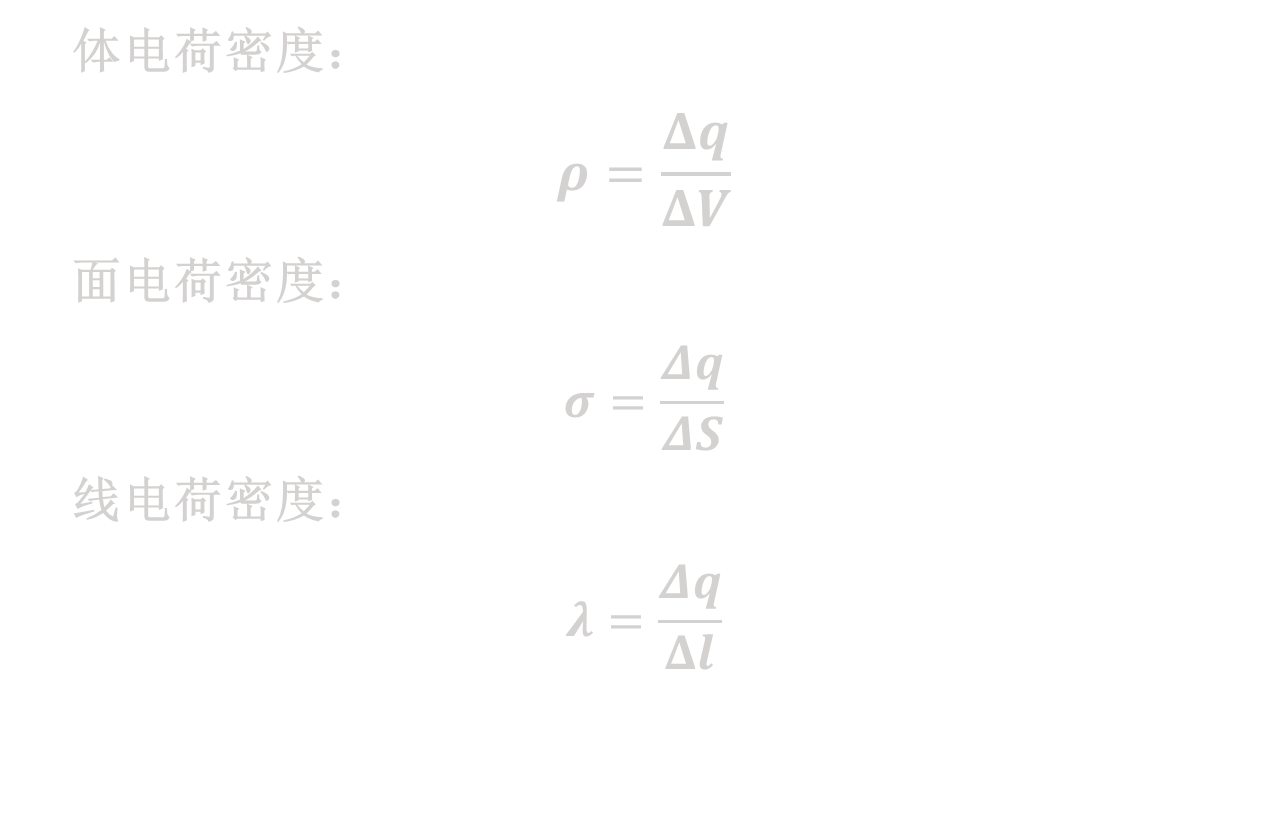 体电荷密度：
ρ = Δq/ΔV
面电荷密度：
σ = Δq/ΔS
线电荷密度：
λ = Δq/Δl